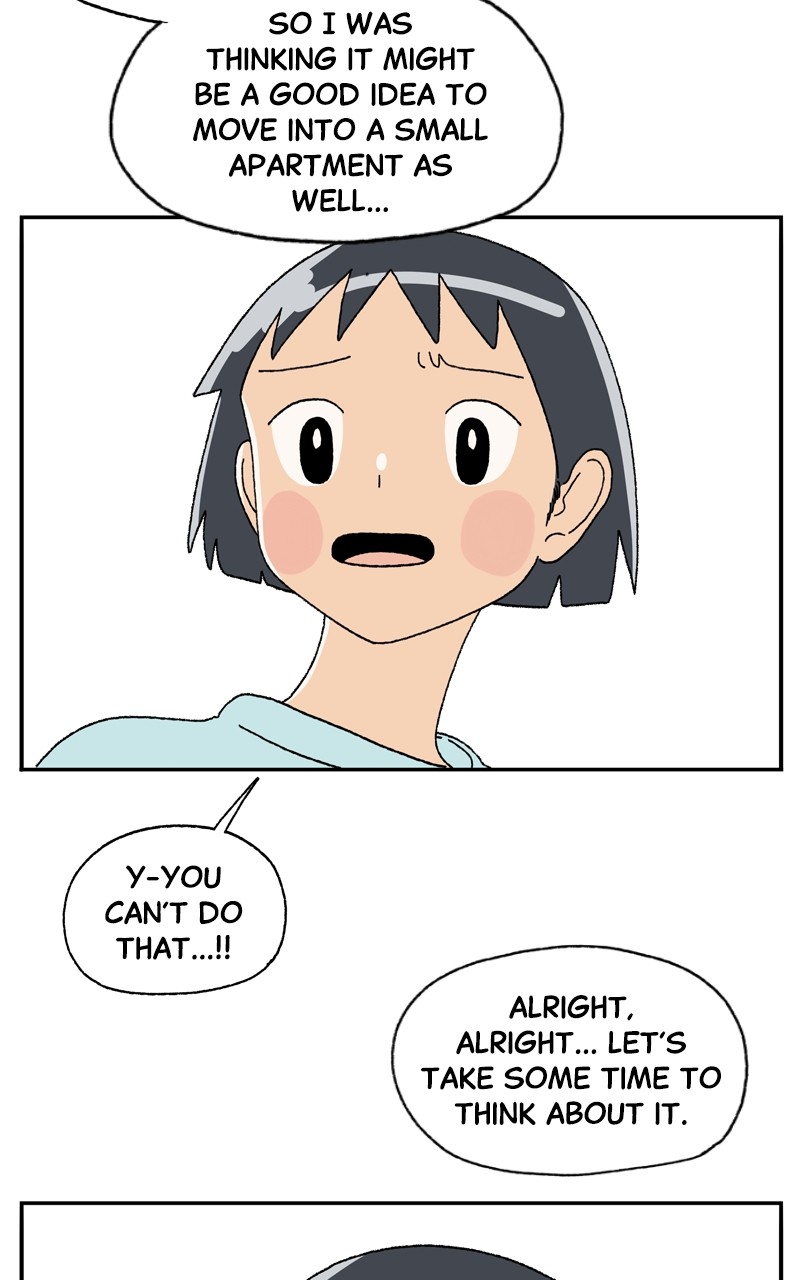 SO I WAS
THINKING IT MIGHT
BE A GOOD IDEA TO
MOVE INTO A SMALL
APARTMENT AS
WELL...
Y-YOU
CAN'T DO
THAT...!!
ALRIGHT,
ALRIGHT... LET'S
TAKE SOME TIME TO
THINK ABOUT IT.